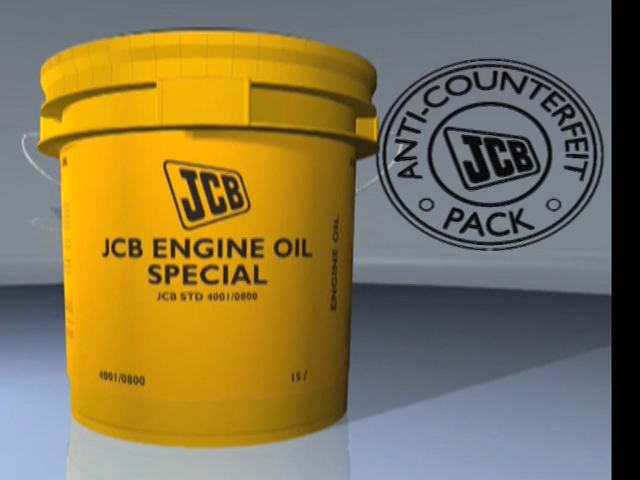 JCB
JCB ENGINE OIL
SPECIAL
JCB STD 4001/0800
4001/0800
15 l
ENGINE OIL
ANTI-COUNTERFEIT
JCB
PACK